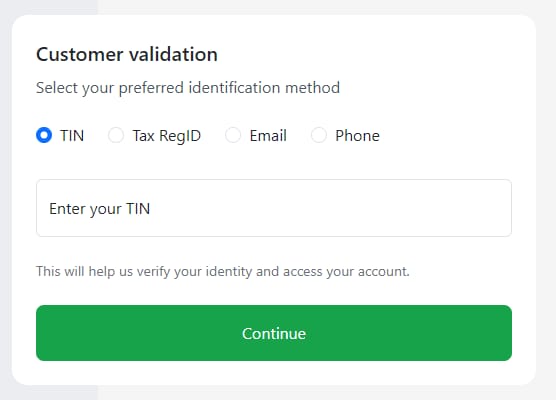 Customer validation
Select your preferred identification method
TIN Tax RegID Email Phone
Enter your TIN
This will help us verify your identity and access your account.
Continue